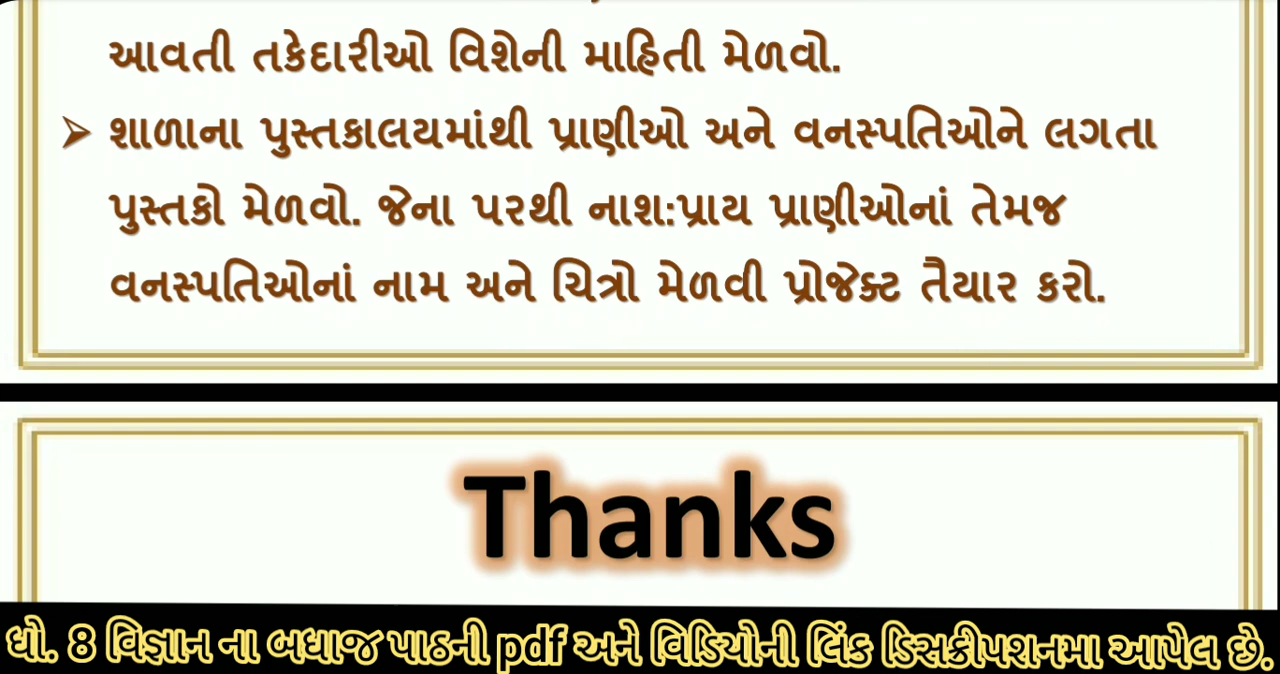 આવતી તકેદારીઓ વિશેની માહિતી મેળવો.
➢ શાળાના પુસ્તકાલયમાંથી પ્રાણીઓ અને વનસ્પતિઓને લગતા
પુસ્તકો મેળવો. જેના પરથી નાશ:પ્રાય પ્રાણીઓનાં તેમજ
વનસ્પતિઓનાં નામ અને ચિત્રો મેળવી પ્રોજેક્ટ તૈયાર કરો.
Thanks
ધો. 8 વિજ્ઞાન ના બધાજ પાઠની pdf અને વિડિયોની લિંક ડિસક્રીપશનમા આપેલ છે.